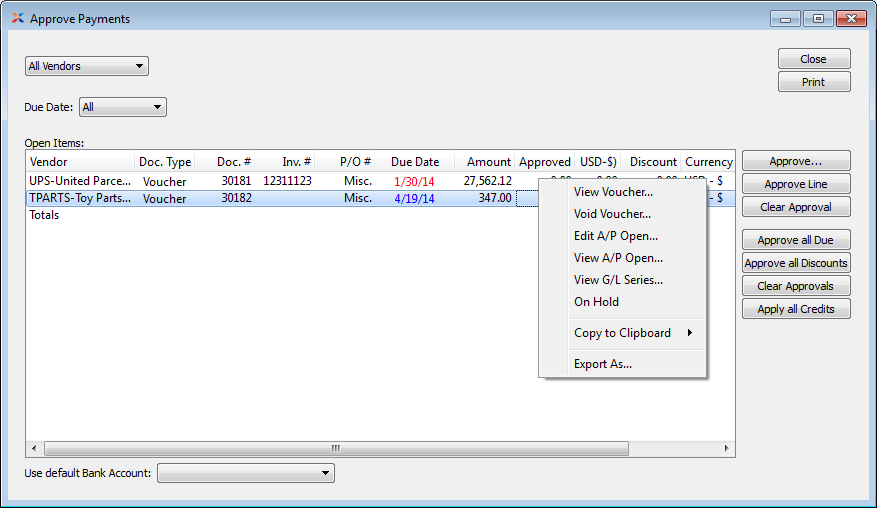 Approve Payments
All Vendors
Close
Print
Due Date: All
Open Items:
Vendor Doc. Type Doc. # Inv. # P/O # Due Date Amount Approved USD-$) Discount Currency
UPS-United Parce... Voucher 30181 12311123 Misc. 1/30/14 27,562.12
TPARTS-Toy Parts... Voucher 30182 Misc. 4/19/14 347.00 - $
Totals
View Voucher...
Void Voucher...
Edit A/P Open...
View A/P Open...
View G/L Series...
On Hold
Copy to Clipboard
Export As...
Approve...
Approve Line
Clear Approval
Approve all Due
Approve all Discounts
Clear Approvals
Apply all Credits
Use default Bank Account: